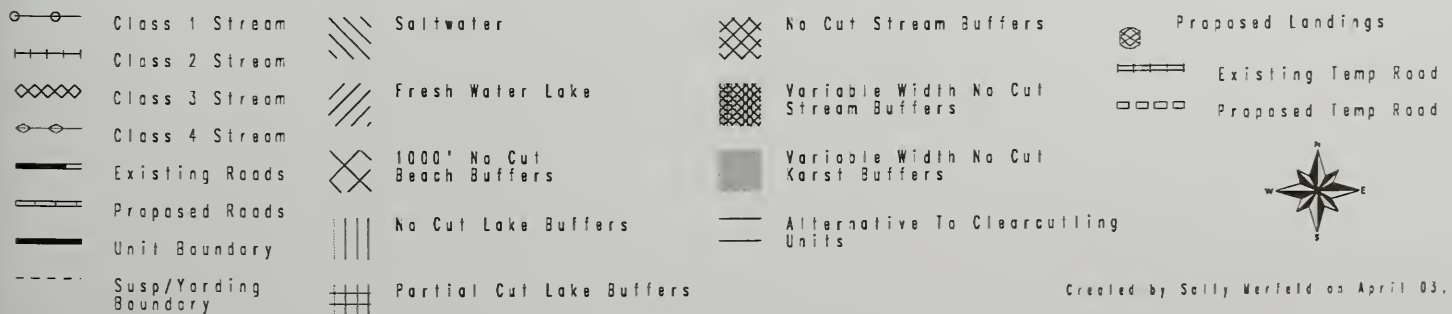 Class 1 Stream
Class 2 Stream
Class 3 Stream
Class 4 Stream
Existing Roads
Proposed Roads
Unit Boundary
Susp/Yarding
Boundary
Saltwater
Fresh Water Lake
1000' No Cut
Beach Buffers
No Cut Lake Buffers
Partial Cut Lake Buffers
No Cut Stream Buffers
Variable Width No Cut
Stream Buffers
Variable Width No Cut
Karst Buffers
Alternative To Clearcutting
Units
Proposed Landings
Existing Temp Road
Proposed Temp Road
N
W E
S
Created by Sally Werfeld on April 03,